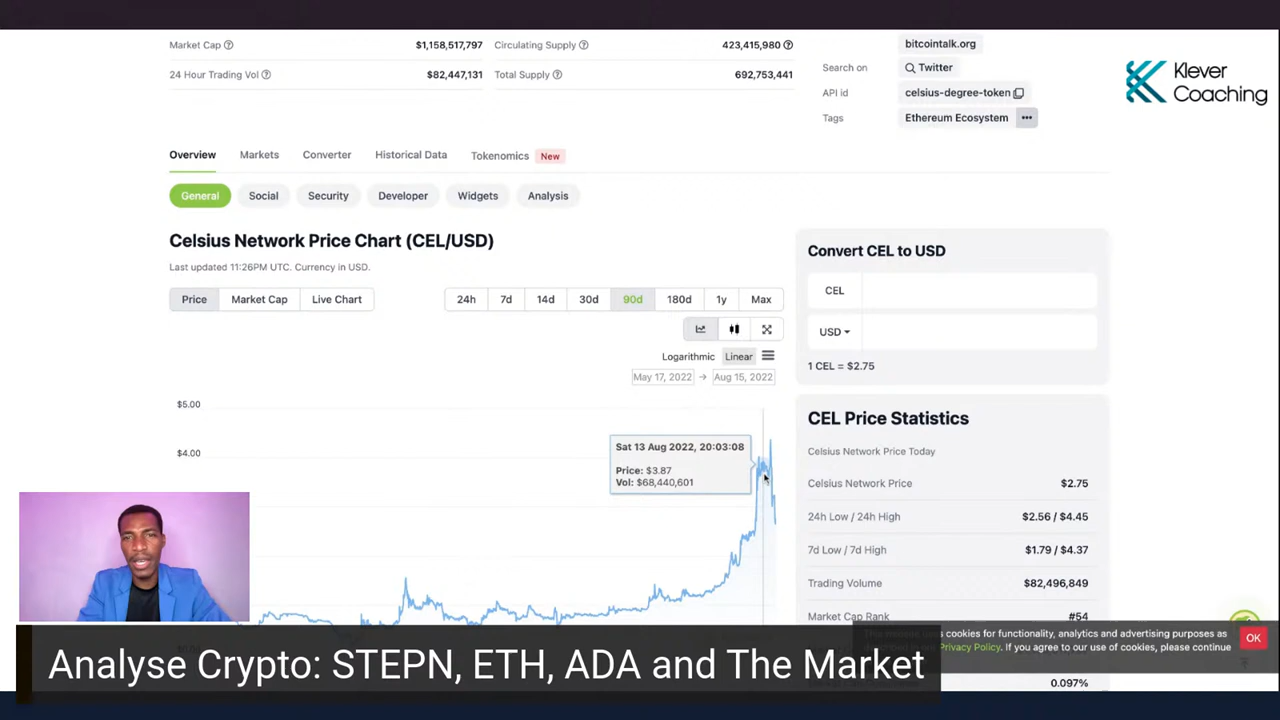 Market Cap $1,158,517,797 Circulating Supply 423,415,980
bitcointalk.org
24 Hour Trading Vol $82,447,131 Total Supply 692,753,441
Search on Twitter
API id celsius-degree-token
Tags Ethereum Ecosystem •••
Klever
Coaching
Overview Markets Converter Historical Data Tokenomics New
General Social Security Developer Widgets Analysis
Celsius Network Price Chart (CEL/USD)
Last updated 11:26PM UTC. Currency in USD.
Price Market Cap Live Chart 24h 7d 14d 30d 90d 180d 1y Max
Logarithmic Linear
May 17, 2022 → Aug 15, 2022
$5.00
$4.00
Sat 13 Aug 2022, 20:03:08
Price: $3.87
Vol: $68,440,601
Convert CEL to USD
CEL
USD
1 CEL = $2.75
CEL Price Statistics
Celsius Network Price Today
Celsius Network Price $2.75
24h Low / 24h High $2.56 / $4.45
7d Low / 7d High $1.79 / $4.37
Trading Volume $82,496,849
Market Cap Rank #54
cookies for functionality, analytics and advertising purposes as
Privacy Policy. If you agree to our use of cookies, please continue
OK
0.097%
Analyse Crypto: STEPN, ETH, ADA and The Market